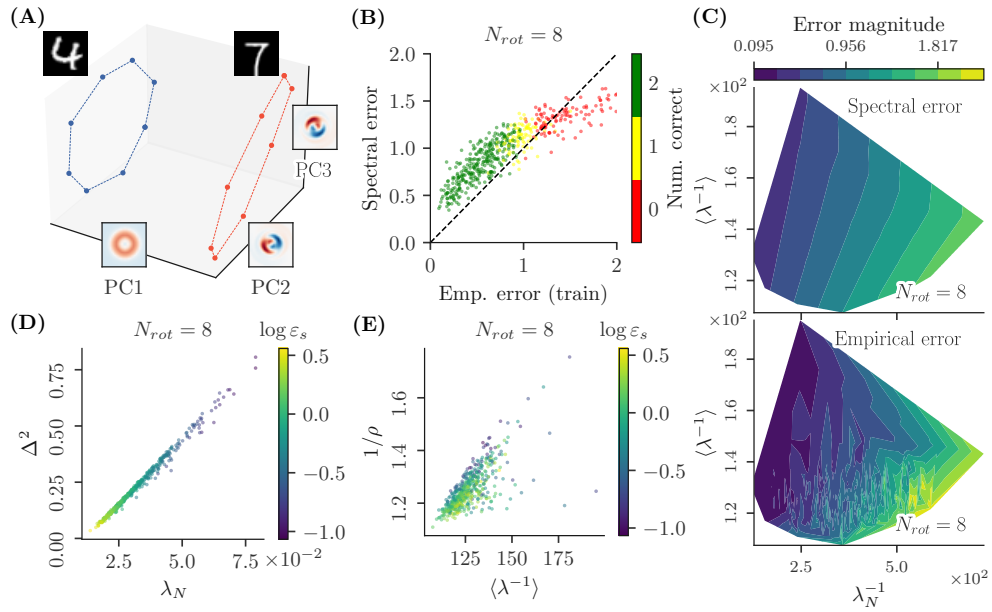 (A)
4
7
PC1
PC2
PC3
(B)
N_rot = 8
Spectral error
2.0
1.5
1.0
0.5
0.0
0
1
2
Emp. error (train)
2
1
0
Num. correct
(C)
Error magnitude
0.095 0.956 1.817
×10²
Spectral error
⟨λ⁻¹⟩
1.8
1.6
1.4
1.2
N_rot = 8
×10²
Empirical error
⟨λ⁻¹⟩
1.8
1.6
1.4
1.2
N_rot = 8
2.5 5.0
×10²
λ_N⁻¹
(D)
N_rot = 8
log ε_s
Δ²
0.75
0.50
0.25
0.00
2.5 5.0 7.5
×10⁻²
λ_N
0.5
0.0
−0.5
−1.0
(E)
N_rot = 8
log ε_s
1/ρ
1.6
1.4
1.2
125 150 175
⟨λ⁻¹⟩
0.5
0.0
−0.5
−1.0